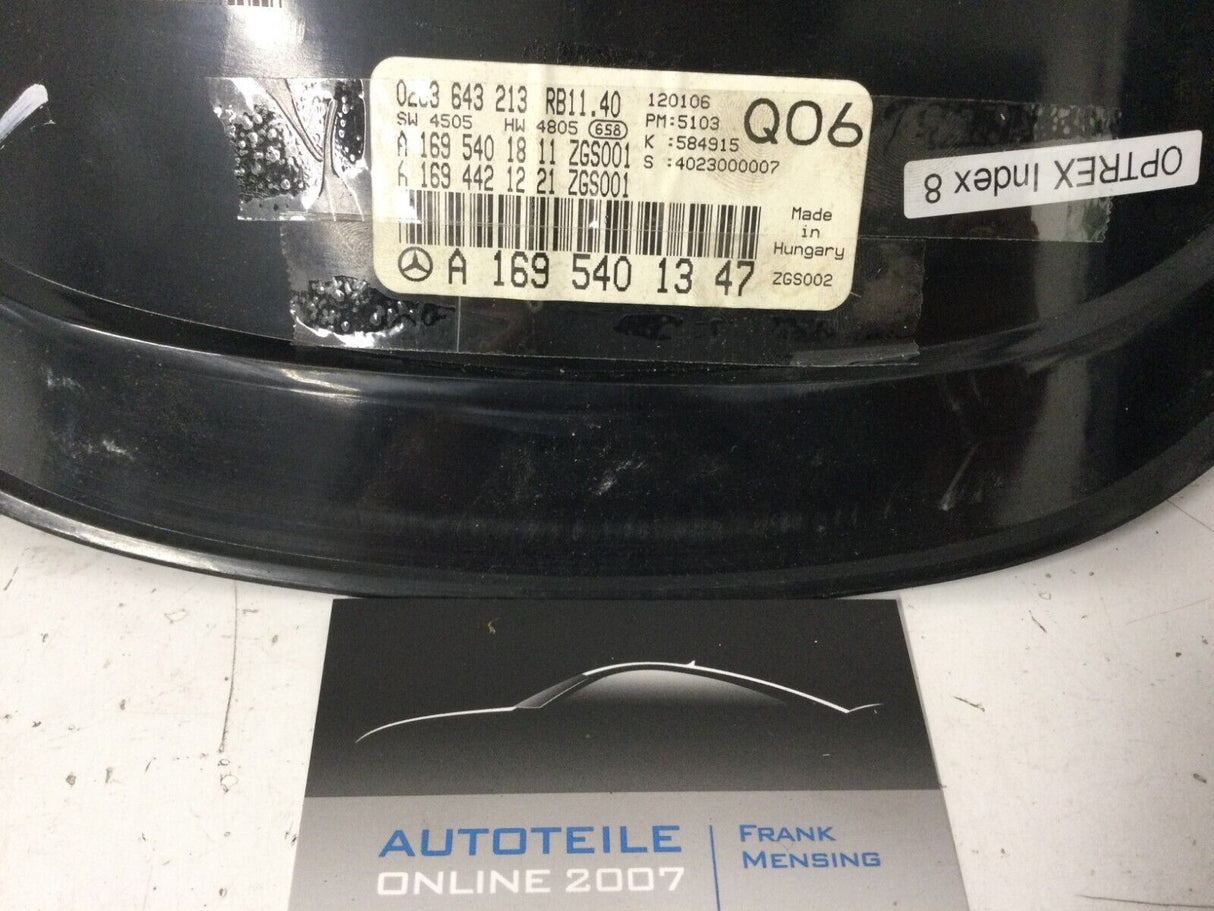 0263 643 213 RB11.40
SW 4505 HW 4805 658
A 169 540 18 11 ZGS001
A 169 442 12 21 ZGS001
120106
PM:5103
K :584915
S :4023000007
Q06
Made
in
Hungary
A 169 540 13 47
ZGS002
OPTREX Index 8
AUTOTEILE
ONLINE 2007
FRANK
MENSING